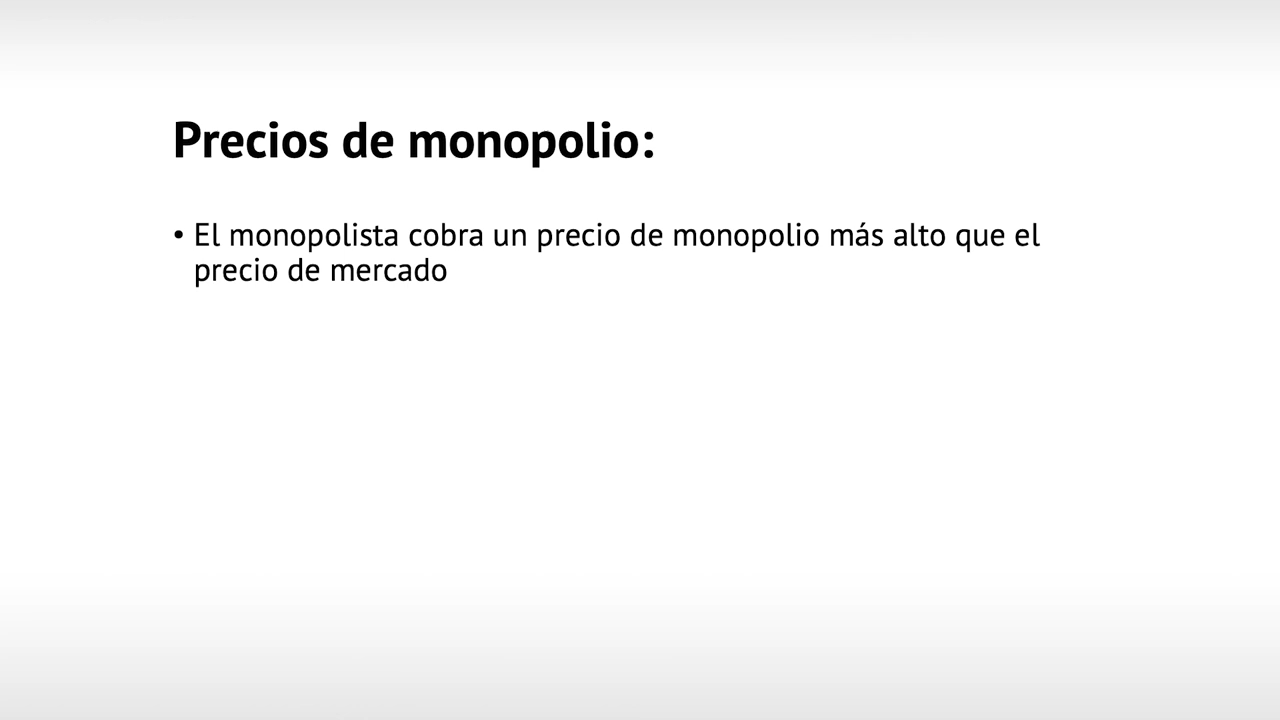 Precios de monopolio:
• El monopolista cobra un precio de monopolio más alto que el
precio de mercado